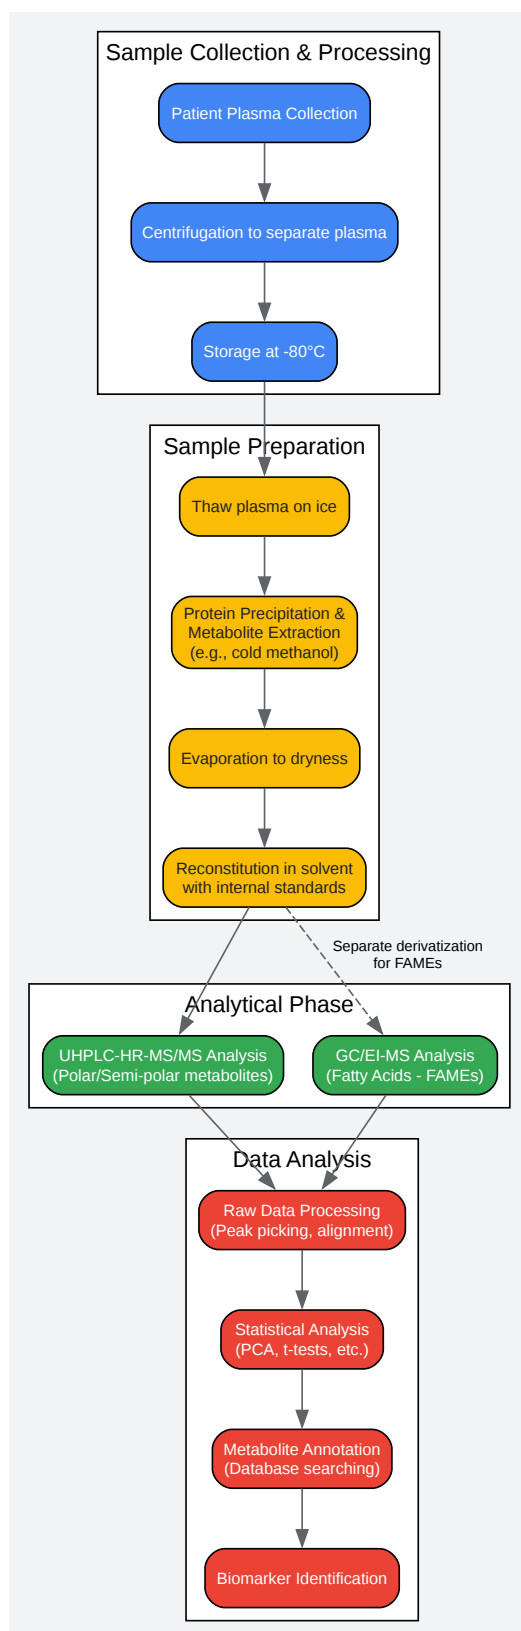 Sample Collection & Processing
Patient Plasma Collection
Centrifugation to separate plasma
Storage at -80°C
Sample Preparation
Thaw plasma on ice
Protein Precipitation &
Metabolite Extraction
(e.g., cold methanol)
Evaporation to dryness
Reconstitution in solvent
with internal standards
Separate derivatization
for FAMEs
Analytical Phase
UHPLC-HR-MS/MS Analysis
(Polar/Semi-polar metabolites)
GC/EI-MS Analysis
(Fatty Acids - FAMEs)
Data Analysis
Raw Data Processing
(Peak picking, alignment)
Statistical Analysis
(PCA, t-tests, etc.)
Metabolite Annotation
(Database searching)
Biomarker Identification